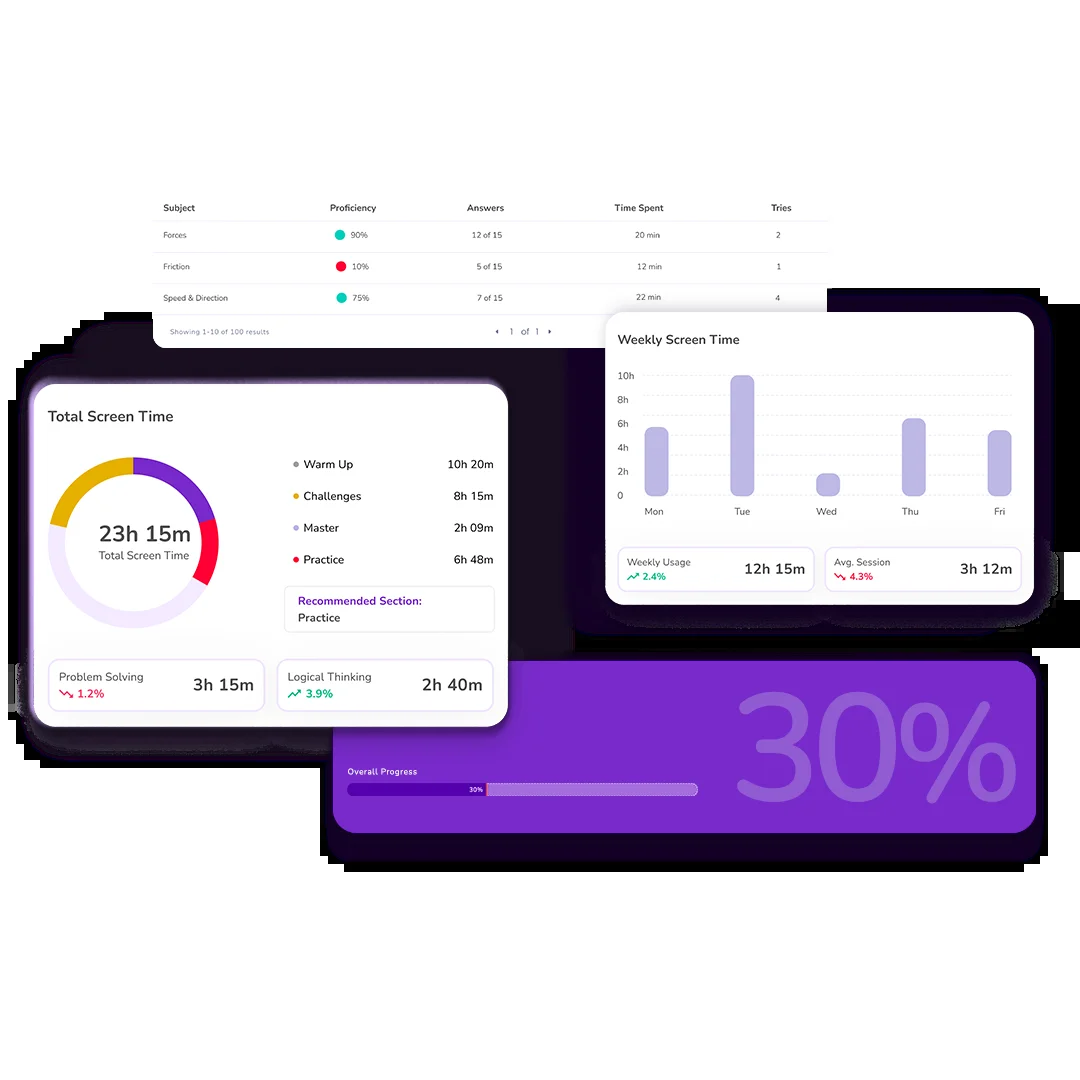 Subject Proficiency Answers Time Spent Tries
Forces 90% 12 of 15 20 min 2
Friction 10% 5 of 15 12 min 1
Speed & Direction 75% 7 of 15 22 min 4
Showing 1-10 of 100 results 1 of 1
Weekly Screen Time
10h
8h
6h
4h
2h
0
Mon Tue Wed Thu Fri
Weekly Usage
2.4%
12h 15m
Avg. Session
4.3%
3h 12m
Total Screen Time
23h 15m
Total Screen Time
Warm Up 10h 20m
Challenges 8h 15m
Master 2h 09m
Practice 6h 48m
Recommended Section:
Practice
Problem Solving
1.2%
3h 15m
Logical Thinking
3.9%
2h 40m
Overall Progress
30%
30%